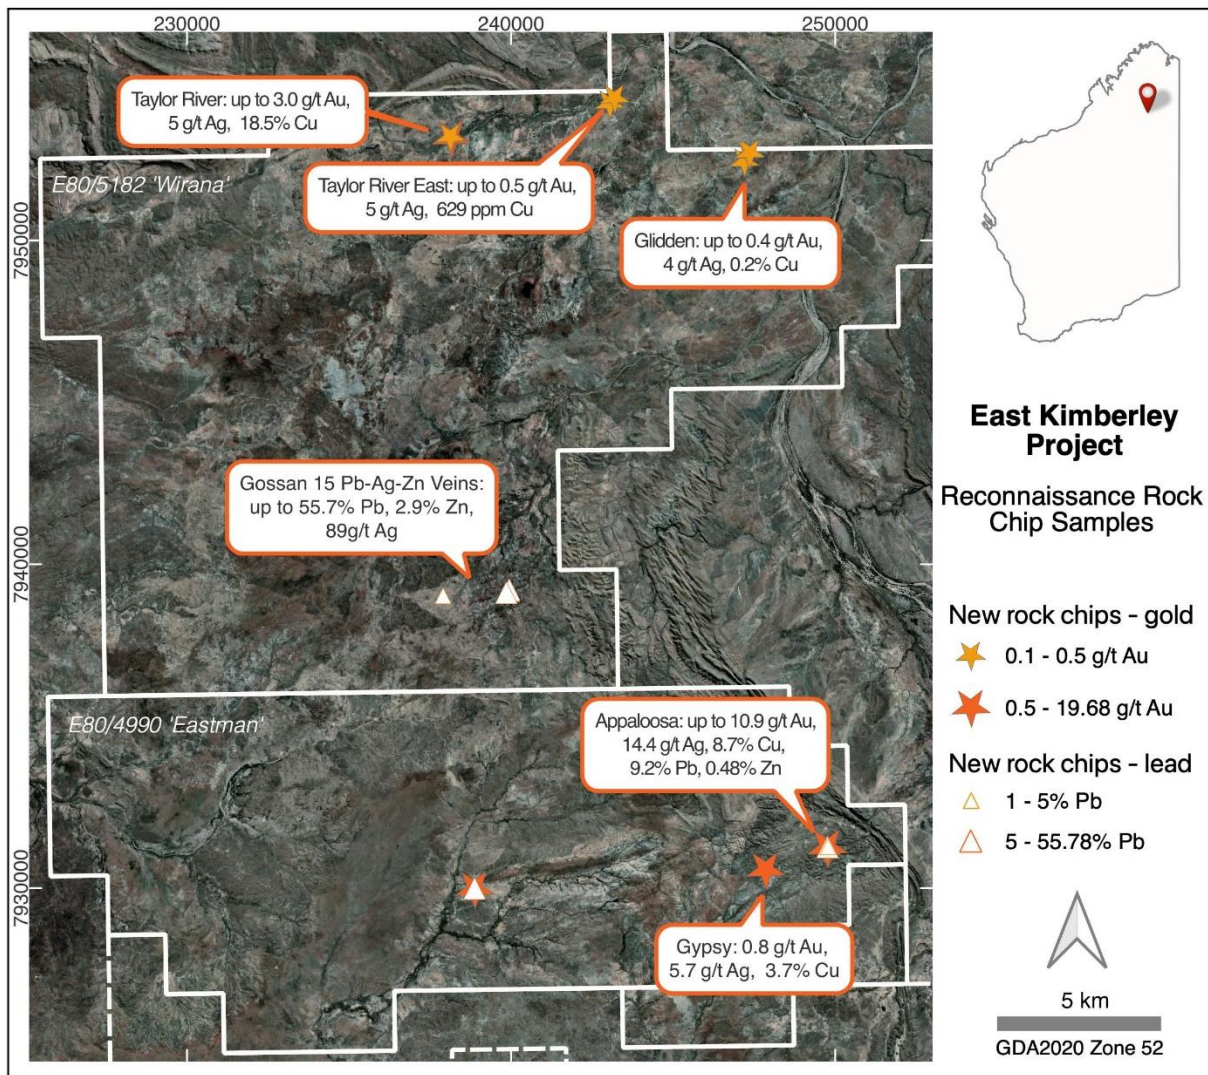 230000
240000
250000
7950000
7940000
7930000
Taylor River: up to 3.0 g/t Au,
5 g/t Ag, 18.5% Cu
E80/5182 'Wirana'
Taylor River East: up to 0.5 g/t Au,
5 g/t Ag, 629 ppm Cu
Glidden: up to 0.4 g/t Au,
4 g/t Ag, 0.2% Cu
Gossan 15 Pb-Ag-Zn Veins:
up to 55.7% Pb, 2.9% Zn,
89g/t Ag
E80/4990 'Eastman'
Appaloosa: up to 10.9 g/t Au,
14.4 g/t Ag, 8.7% Cu,
9.2% Pb, 0.48% Zn
Gypsy: 0.8 g/t Au,
5.7 g/t Ag, 3.7% Cu
East Kimberley
Project
Reconnaissance Rock
Chip Samples
New rock chips - gold
0.1 - 0.5 g/t Au
0.5 - 19.68 g/t Au
New rock chips - lead
1 - 5% Pb
5 - 55.78% Pb
5 km
GDA2020 Zone 52